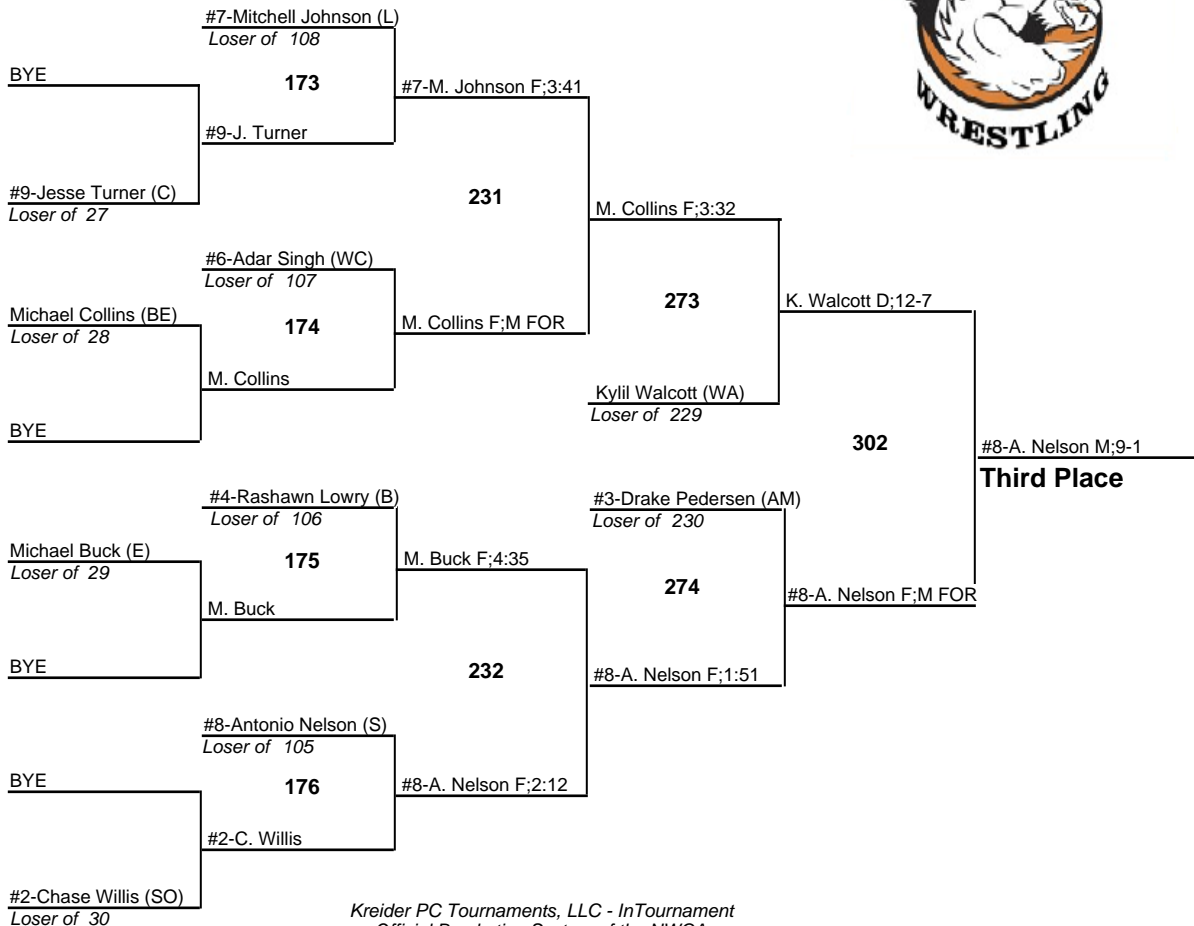 #7-Mitchell Johnson (L)
Loser of 108
BYE
173
#7-M. Johnson F;3:41
#9-J. Turner
#9-Jesse Turner (C)
Loser of 27
231
M. Collins F;3:32
#6-Adar Singh (WC)
Loser of 107
Michael Collins (BE)
Loser of 28
174
M. Collins F;M FOR
273
K. Walcott D;12-7
M. Collins
Kylil Walcott (WA)
Loser of 229
BYE
302
#8-A. Nelson M;9-1
Third Place
#4-Rashawn Lowry (B)
Loser of 106
#3-Drake Pedersen (AM)
Loser of 230
Michael Buck (E)
Loser of 29
175
M. Buck F;4:35
274
#8-A. Nelson F;M FOR
M. Buck
BYE
232
#8-A. Nelson F;1:51
#8-Antonio Nelson (S)
Loser of 105
BYE
176
#8-A. Nelson F;2:12
#2-C. Willis
#2-Chase Willis (SO)
Loser of 30
WRESTLING
Kreider PC Tournaments, LLC - InTournament